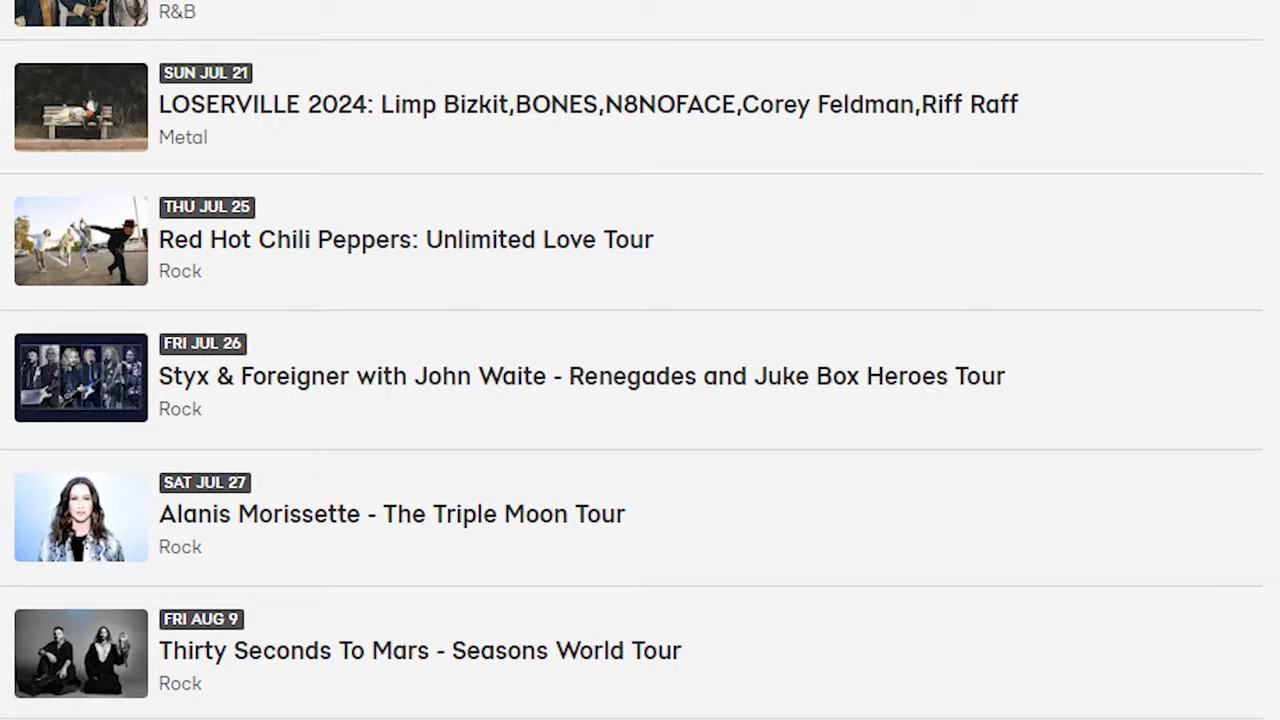 R&B
SUN JUL 21
LOSERVILLE 2024: Limp Bizkit,BONES,N8NOFACE,Corey Feldman,Riff Raff
Metal
THU JUL 25
Red Hot Chili Peppers: Unlimited Love Tour
Rock
FRI JUL 26
Styx & Foreigner with John Waite - Renegades and Juke Box Heroes Tour
Rock
SAT JUL 27
Alanis Morissette - The Triple Moon Tour
Rock
FRI AUG 9
Thirty Seconds To Mars - Seasons World Tour
Rock